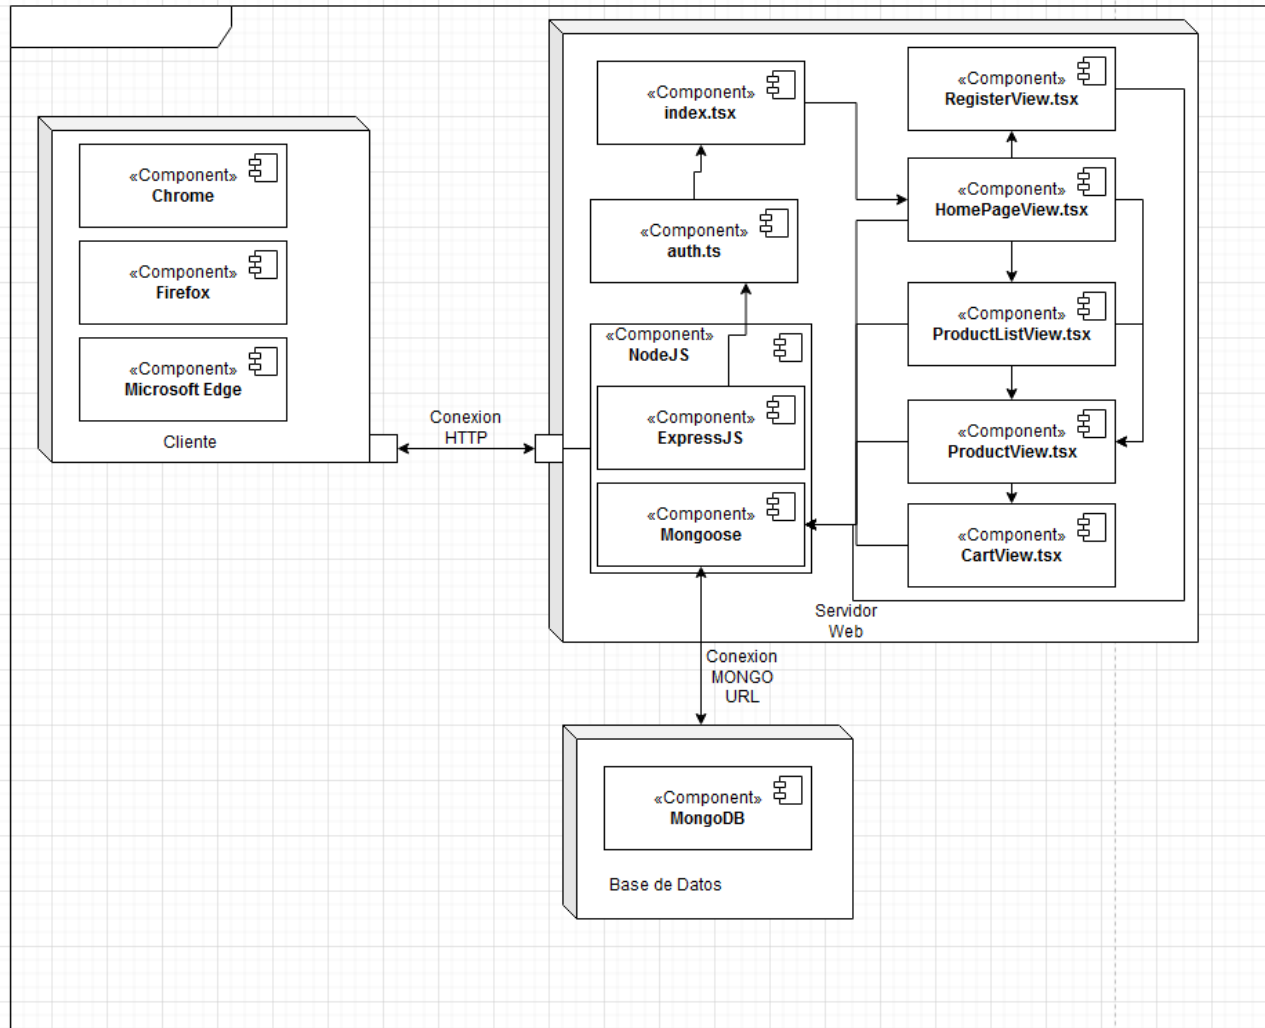 «Component»
Chrome
«Component»
Firefox
«Component»
Microsoft Edge
Cliente
Conexion
HTTP
«Component»
index.tsx
«Component»
auth.ts
«Component»
NodeJS
«Component»
ExpressJS
«Component»
Mongoose
«Component»
RegisterView.tsx
«Component»
HomePageView.tsx
«Component»
ProductListView.tsx
«Component»
ProductView.tsx
«Component»
CartView.tsx
Servidor
Web
Conexion
MONGO
URL
«Component»
MongoDB
Base de Datos